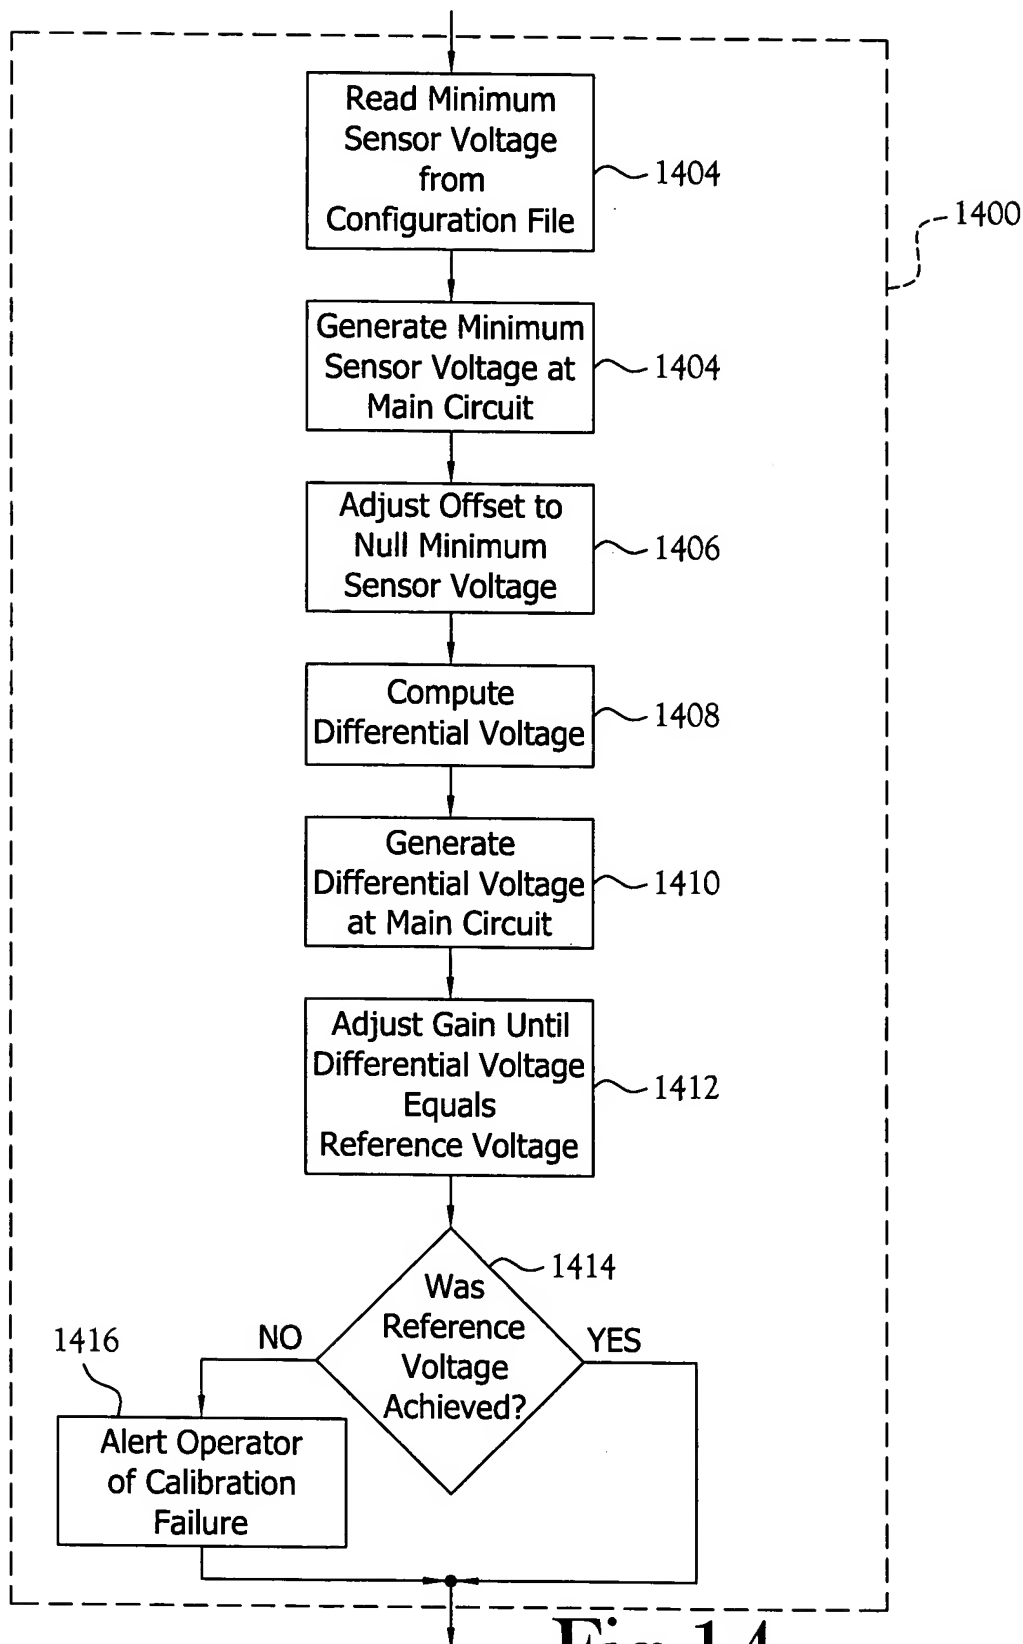 Read Minimum
Sensor Voltage
from
Configuration File
1404
1400
Generate Minimum
Sensor Voltage at
Main Circuit
1404
Adjust Offset to
Null Minimum
Sensor Voltage
1406
Compute
Differential Voltage
1408
Generate
Differential Voltage
at Main Circuit
1410
Adjust Gain Until
Differential Voltage
Equals
Reference Voltage
1412
Was
Reference
Voltage
Achieved?
1414
NO
YES
1416
Alert Operator
of Calibration
Failure
Fig. 14